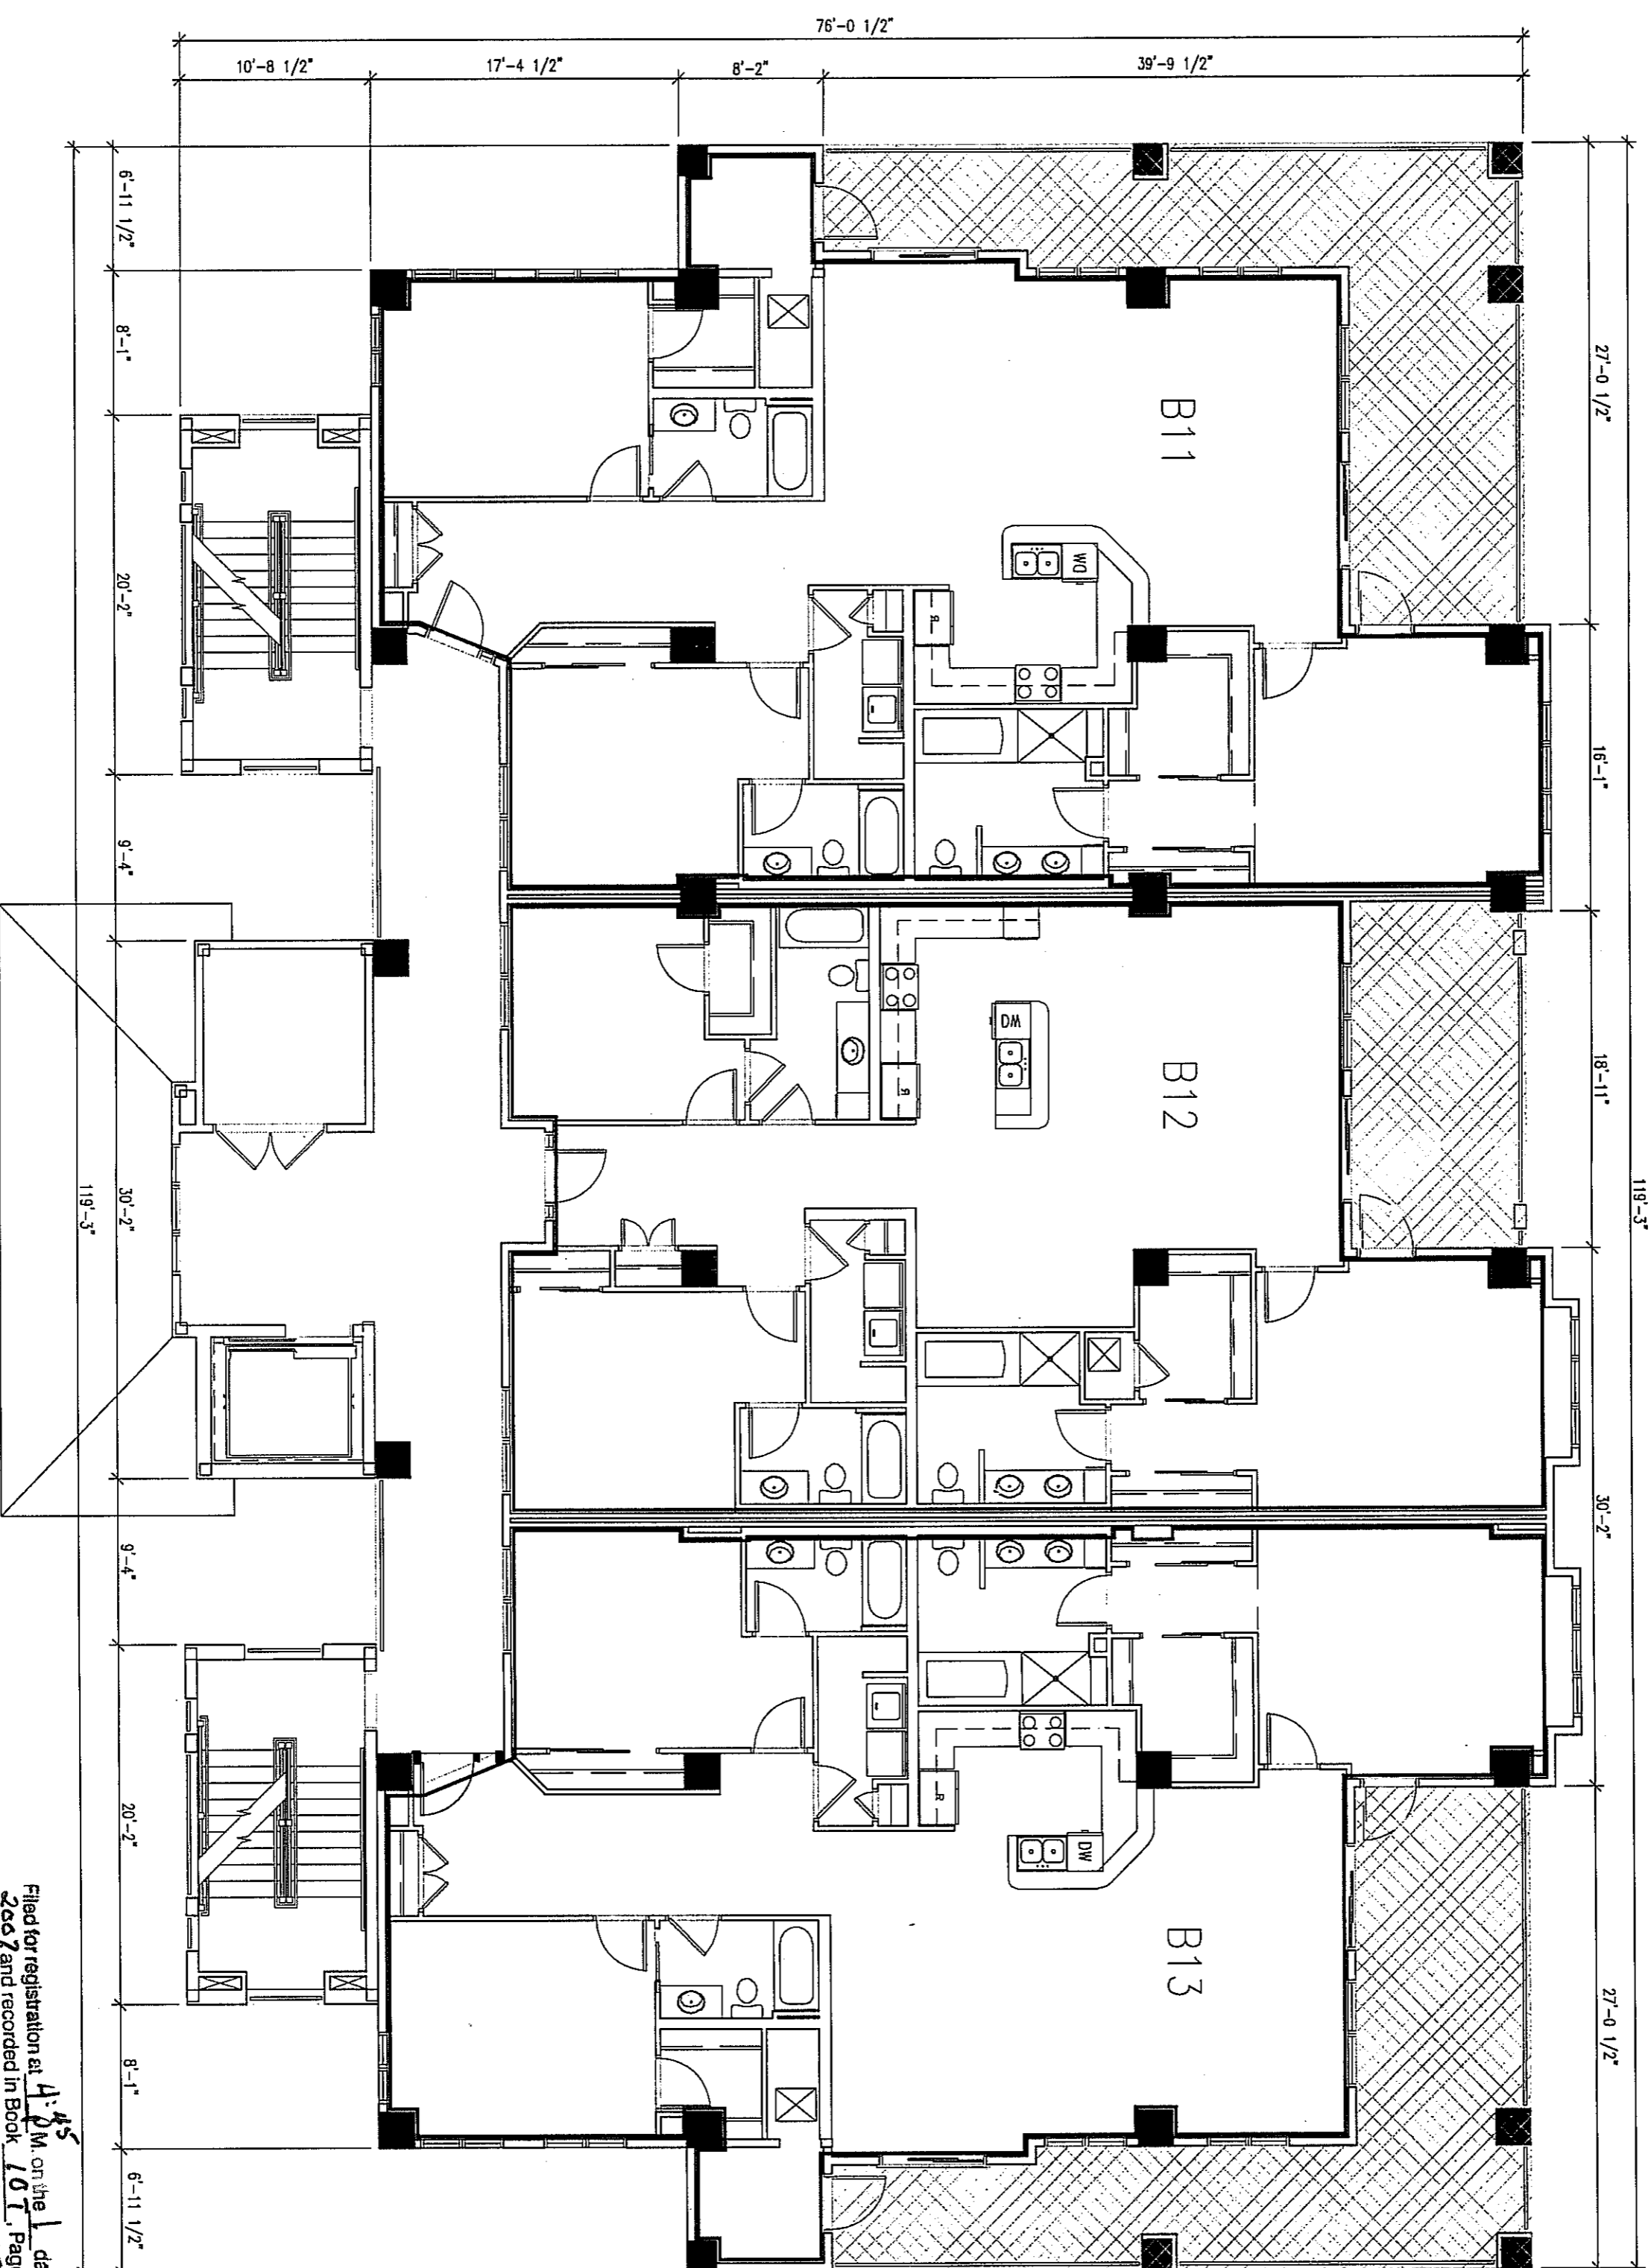 76'-0 1/2"
10'-8 1/2"
17'-4 1/2"
8'-2"
39'-9 1/2"
119'-3"
27'-0 1/2"
16'-1"
18'-11"
30'-2"
27'-0 1/2"
B11
DW
R
B12
DW
R
B13
DW
R
6'-11 1/2"
8'-1"
20'-2"
9'-4"
30'-2"
9'-4"
20'-2"
8'-1"
6'-11 1/2"
119'-3"
Filed for registration at 4:45 PM. on the 1 da
2007 and recorded in Book 107, Pag